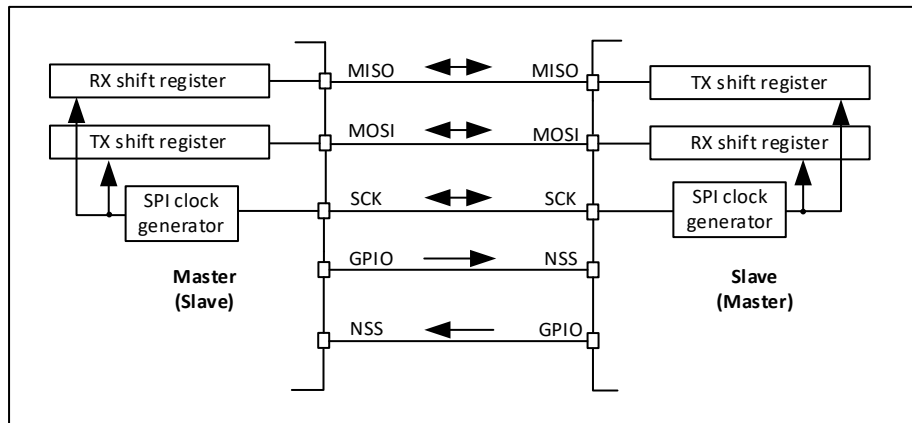 RX shift register
MISO
MISO
TX shift register
TX shift register
MOSI
MOSI
RX shift register
SPI clock
generator
SCK
SCK
SPI clock
generator
Master
(Slave)
GPIO
NSS
Slave
(Master)
NSS
GPIO